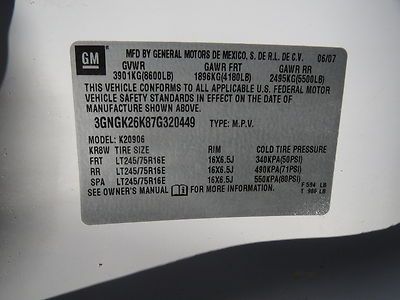 GM MFD BY GENERAL MOTORS DE MEXICO, S. DE R.L. DE C.V. 06/07
GVWR GAWR FRT GAWR RR
3901KG(8600LB) 1896KG(4180LB) 2495KG(5500LB)
THIS VEHICLE CONFORMS TO ALL APPLICABLE U.S. FEDERAL MOTOR
VEHICLE SAFETY STANDARDS IN EFFECT ON THE DATE OF
MANUFACTURE SHOWN ABOVE.
3GNGK26K87G320449 TYPE: M.P.V.
MODEL: K20906
KR8W TIRE SIZE RIM COLD TIRE PRESSURE
FRT LT245/75R16E 16X6.5J 340KPA(50PSI)
RR LT245/75R16E 16X6.5J 490KPA(71PSI)
SPA LT245/75R16E 16X6.5J 550KPA(80PSI)
SEE OWNER'S MANUAL FOR MORE INFORMATION. F 594 LB
T 980 LB